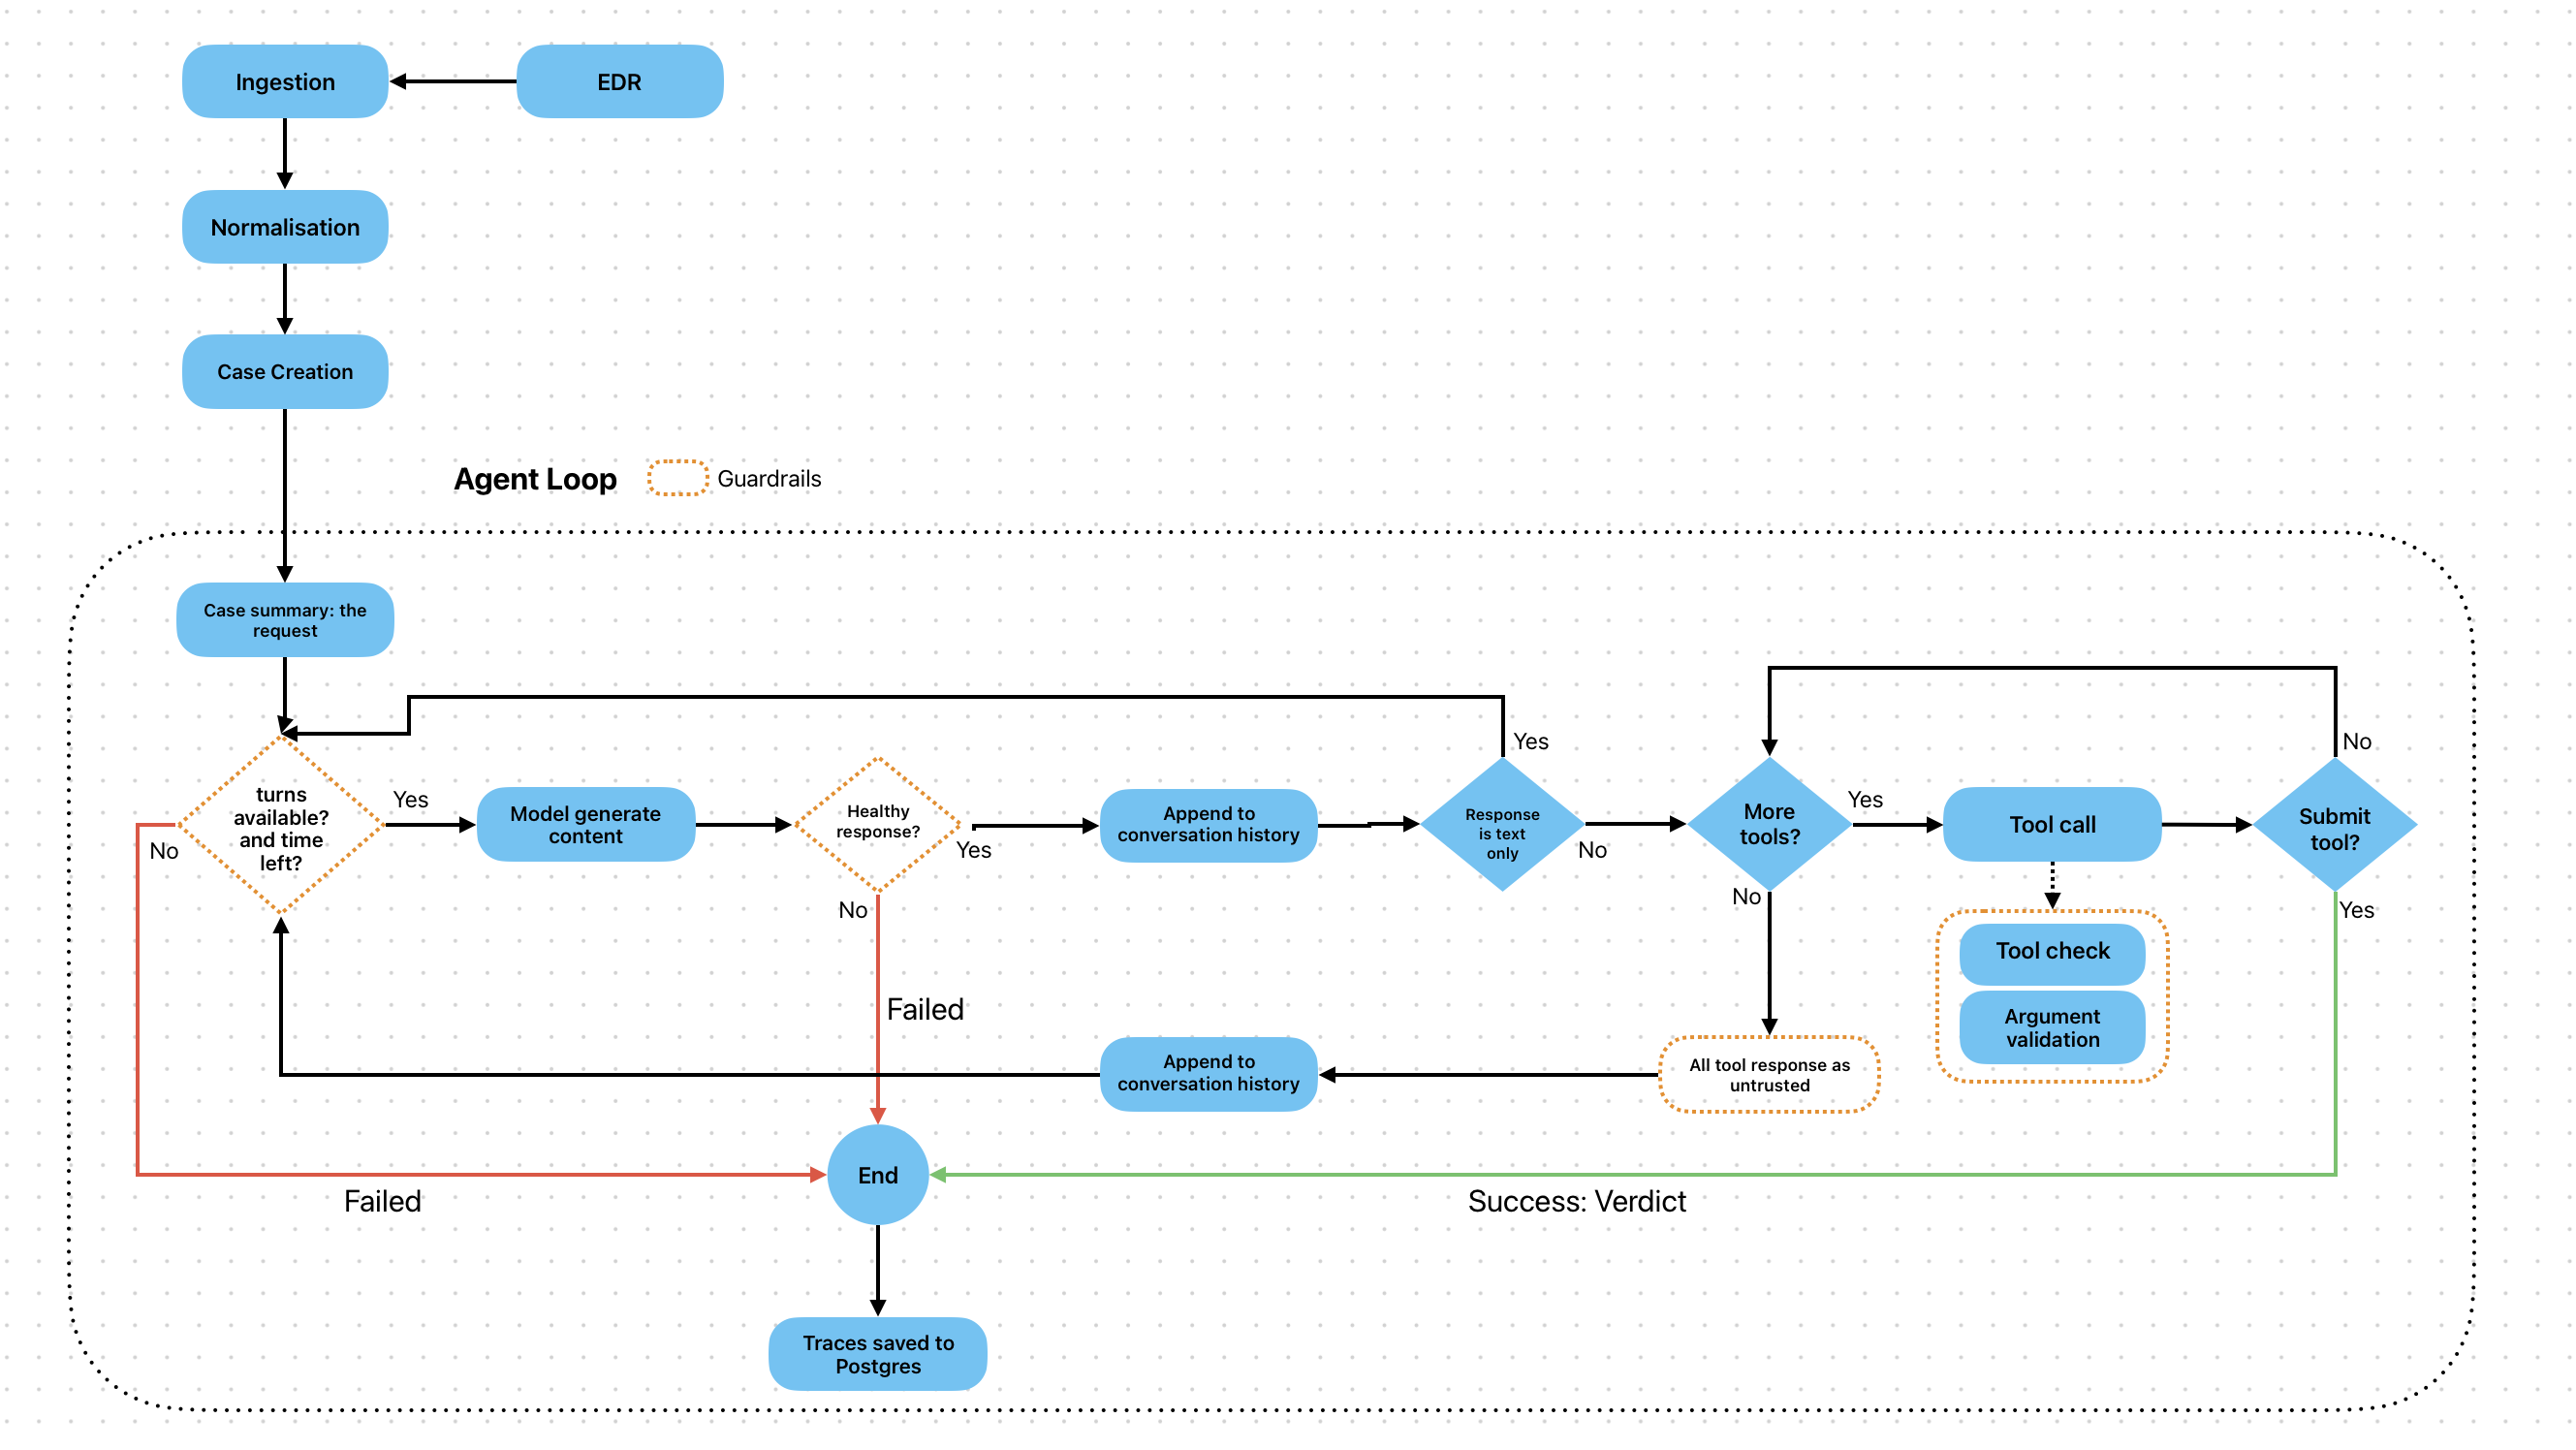 Ingestion
EDR
Normalisation
Case Creation
Agent Loop
Guardrails
Case summary: the
request
turns
available?
and time
left?
Yes
No
Model generate
content
Healthy
response?
Yes
No
Failed
Append to
conversation history
Response
is text
only
Yes
No
More
tools?
Yes
No
Tool call
Submit
tool?
No
Yes
Tool check
Argument
validation
All tool response as
untrusted
Append to
conversation history
End
Failed
Success: Verdict
Traces saved to
Postgres